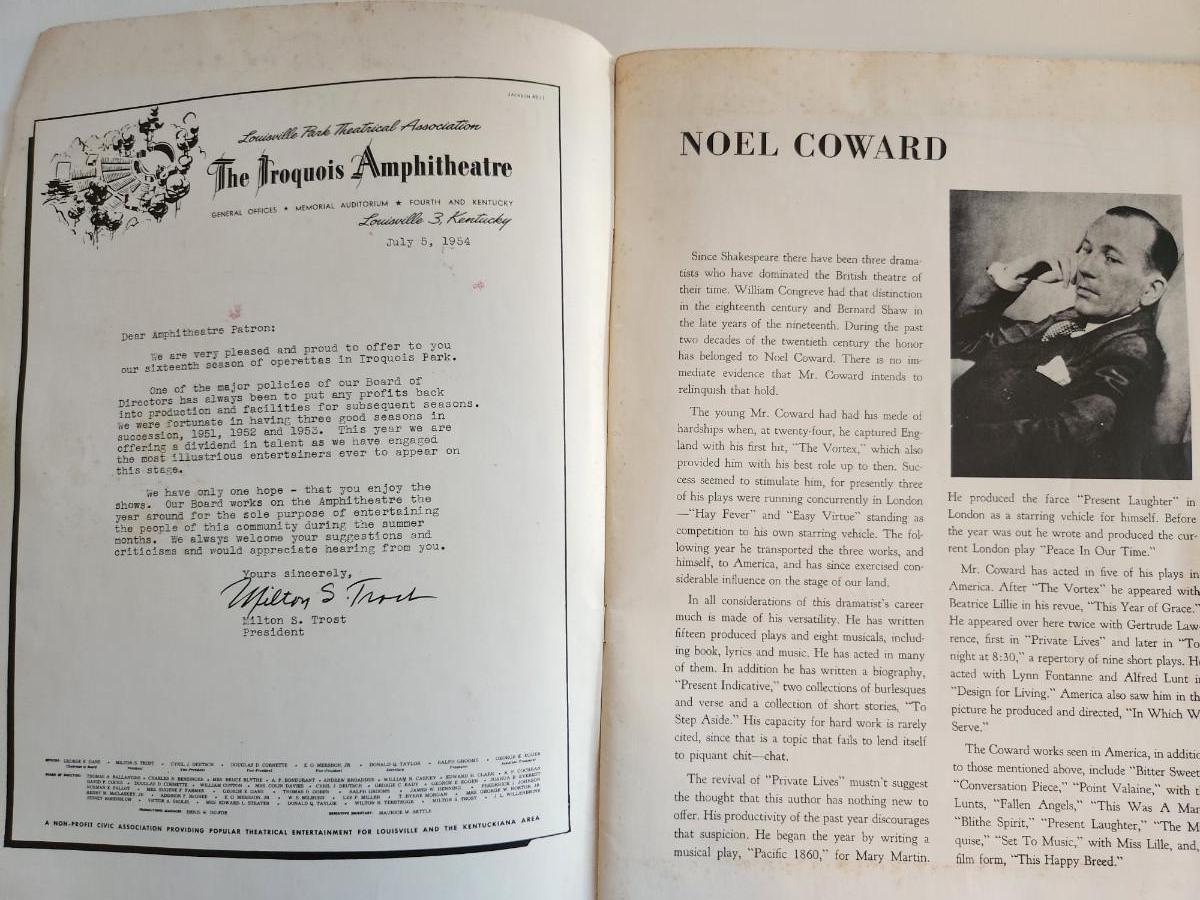 JACKSON 8511
Louisville Park Theatrical Association
The Iroquois Amphitheatre
GENERAL OFFICES ★ MEMORIAL AUDITORIUM ★ FOURTH AND KENTUCKY
Louisville 3, Kentucky
July 5, 1954
Dear Amphitheatre Patron:
We are very pleased and proud to offer to you
our sixteenth season of operettas in Iroquois Park.
One of the major policies of our Board of
Directors has always been to put any profits back
into production and facilities for subsequent seasons.
We were fortunate in having three good seasons in
succession, 1951, 1952 and 1953. This year we are
offering a dividend in talent as we have engaged
the most illustrious entertainers ever to appear on
this stage.
We have only one hope - that you enjoy the
shows. Our Board works on the Amphitheatre the
year around for the sole purpose of entertaining
the people of this community during the summer
months. We always welcome your suggestions and
criticisms and would appreciate hearing from you.
Yours sincerely,
Milton S. Trost
Milton S. Trost
President
A NON-PROFIT CIVIC ASSOCIATION PROVIDING POPULAR THEATRICAL ENTERTAINMENT FOR LOUISVILLE AND THE KENTUCKIANA AREA
NOEL COWARD
Since Shakespeare there have been three drama-
tists who have dominated the British theatre of
their time. William Congreve had that distinction
in the eighteenth century and Bernard Shaw in
the late years of the nineteenth. During the past
two decades of the twentieth century the honor
has belonged to Noel Coward. There is no im-
mediate evidence that Mr. Coward intends to
relinquish that hold.
The young Mr. Coward had had his mede of
hardships when, at twenty-four, he captured Eng-
land with his first hit, "The Vortex," which also
provided him with his best role up to then. Suc-
cess seemed to stimulate him, for presently three
of his plays were running concurrently in London
—"Hay Fever" and "Easy Virtue" standing as
competition to his own starring vehicle. The fol-
lowing year he transported the three works, and
himself, to America, and has since exercised con-
siderable influence on the stage of our land.
In all considerations of this dramatist's career
much is made of his versatility. He has written
fifteen produced plays and eight musicals, includ-
ing book, lyrics and music. He has acted in many
of them. In addition he has written a biography,
"Present Indicative," two collections of burlesques
and verse and a collection of short stories, "To
Step Aside." His capacity for hard work is rarely
cited, since that is a topic that fails to lend itself
to piquant chit—chat.
The revival of "Private Lives" mustn't suggest
the thought that this author has nothing new to
offer. His productivity of the past year discourages
that suspicion. He began the year by writing a
musical play, "Pacific 1860," for Mary Martin.
He produced the farce "Present Laughter" in
London as a starring vehicle for himself. Before
the year was out he wrote and produced the cur-
rent London play "Peace In Our Time."
Mr. Coward has acted in five of his plays in
America. After "The Vortex" he appeared with
Beatrice Lillie in his revue, "This Year of Grace."
He appeared over here twice with Gertrude Law-
rence, first in "Private Lives" and later in "To-
night at 8:30," a repertory of nine short plays. He
acted with Lynn Fontanne and Alfred Lunt in
"Design for Living." America also saw him in the
picture he produced and directed, "In Which W
Serve."
The Coward works seen in America, in additio
to those mentioned above, include "Bitter Sweet
"Conversation Piece," "Point Valaine," with t
Lunts, "Fallen Angels," "This Was A Man
"Blithe Spirit," "Present Laughter," "The M
quise," "Set To Music," with Miss Lille, and,
film form, "This Happy Breed."